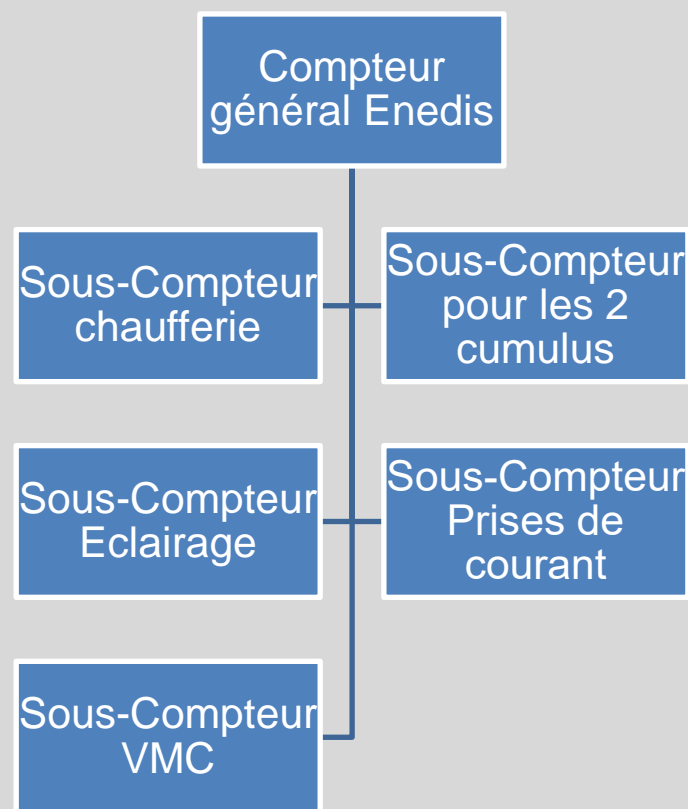 Compteur
général Enedis
Sous-Compteur
chaufferie
Sous-Compteur
pour les 2
cumulus
Sous-Compteur
Eclairage
Sous-Compteur
Prises de
courant
Sous-Compteur
VMC